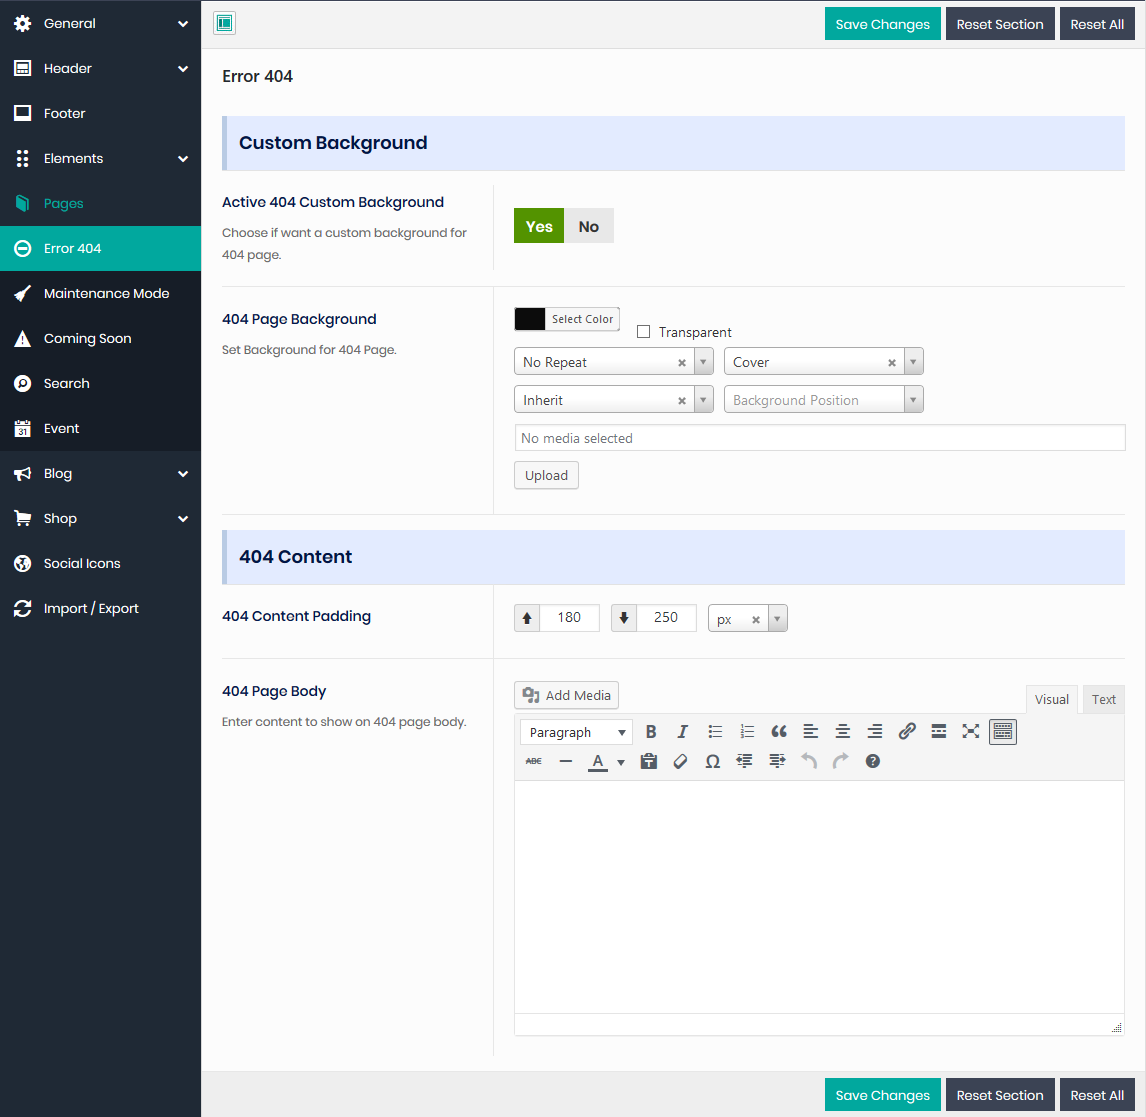 General
Header
Footer
Elements
Pages
Error 404
Maintenance Mode
Coming Soon
Search
31
Event
Blog
Shop
Social Icons
Import / Export
Save Changes
Reset Section
Reset All
Error 404
Custom Background
Active 404 Custom Background
Choose if want a custom background for
404 page.
Yes
No
404 Page Background
Set Background for 404 Page.
Select Color
Transparent
No Repeat
Cover
Inherit
Background Position
No media selected
Upload
404 Content
404 Content Padding
180
250
px
404 Page Body
Enter content to show on 404 page body.
Add Media
Visual
Text
Paragraph
B
I
ABC
A
Ω
Save Changes
Reset Section
Reset All